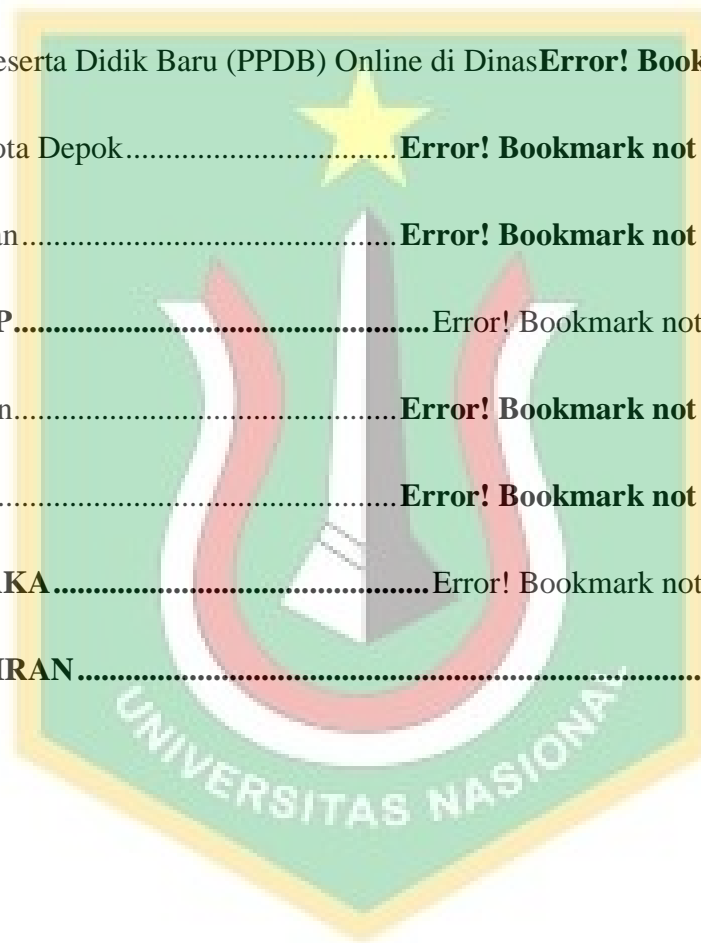 eserta Didik Baru (PPDB) Online di DinasError! Book
ota Depok.................................Error! Bookmark not
an..............................................Error! Bookmark not
P...................................................Error! Bookmark not
n...............................................Error! Bookmark not
................................................Error! Bookmark not
KA..............................................Error! Bookmark not
IRAN............................................................................
UNIVERSITAS NASIONAL